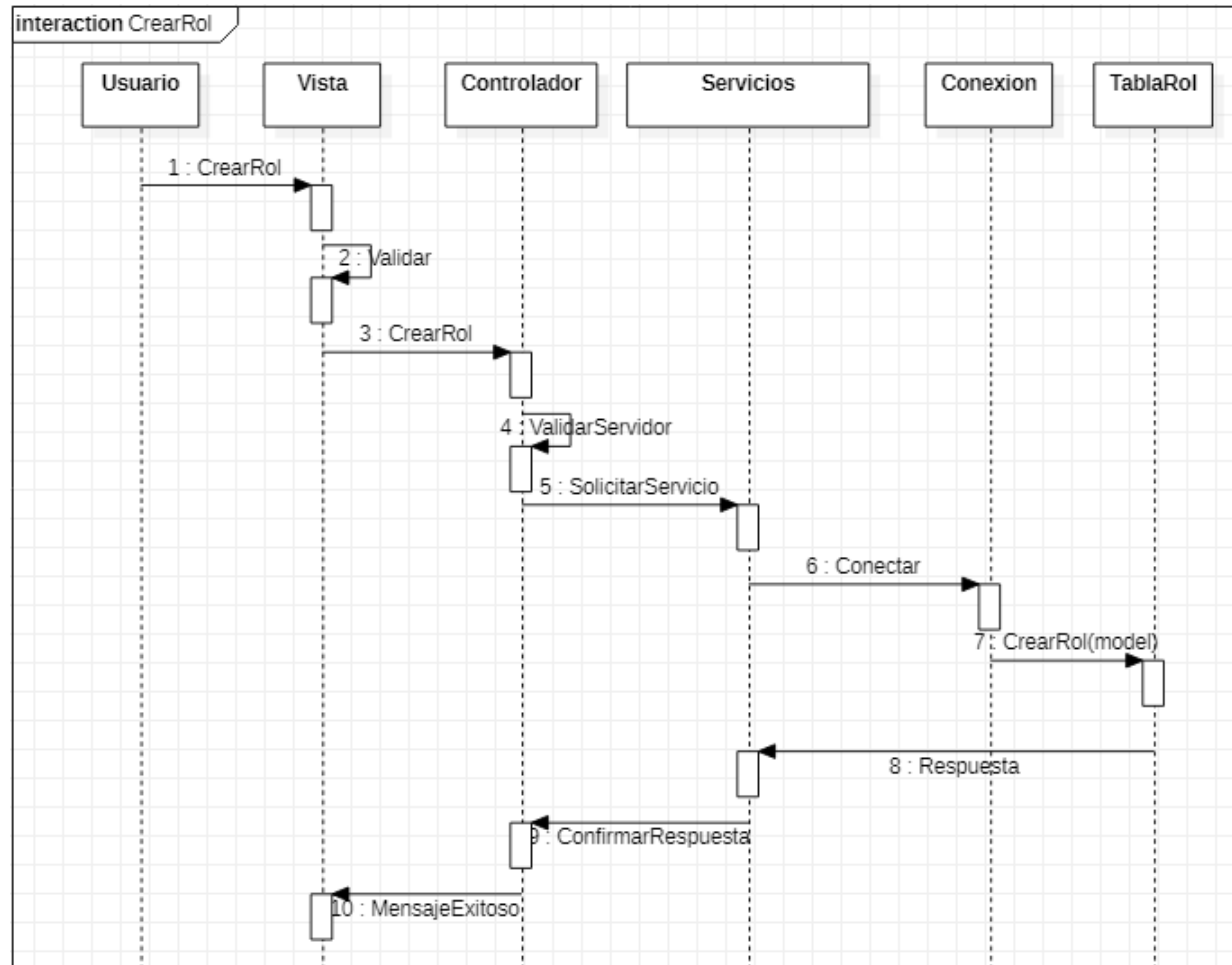 interaction CrearRol
Usuario
Vista
Controlador
Servicios
Conexion
TablaRol
1 : CrearRol
2 : Validar
3 : CrearRol
4 : ValidarServidor
5 : SolicitarServicio
6 : Conectar
7 : CrearRol(model)
8 : Respuesta
9 : ConfirmarRespuesta
10 : MensajeExitoso